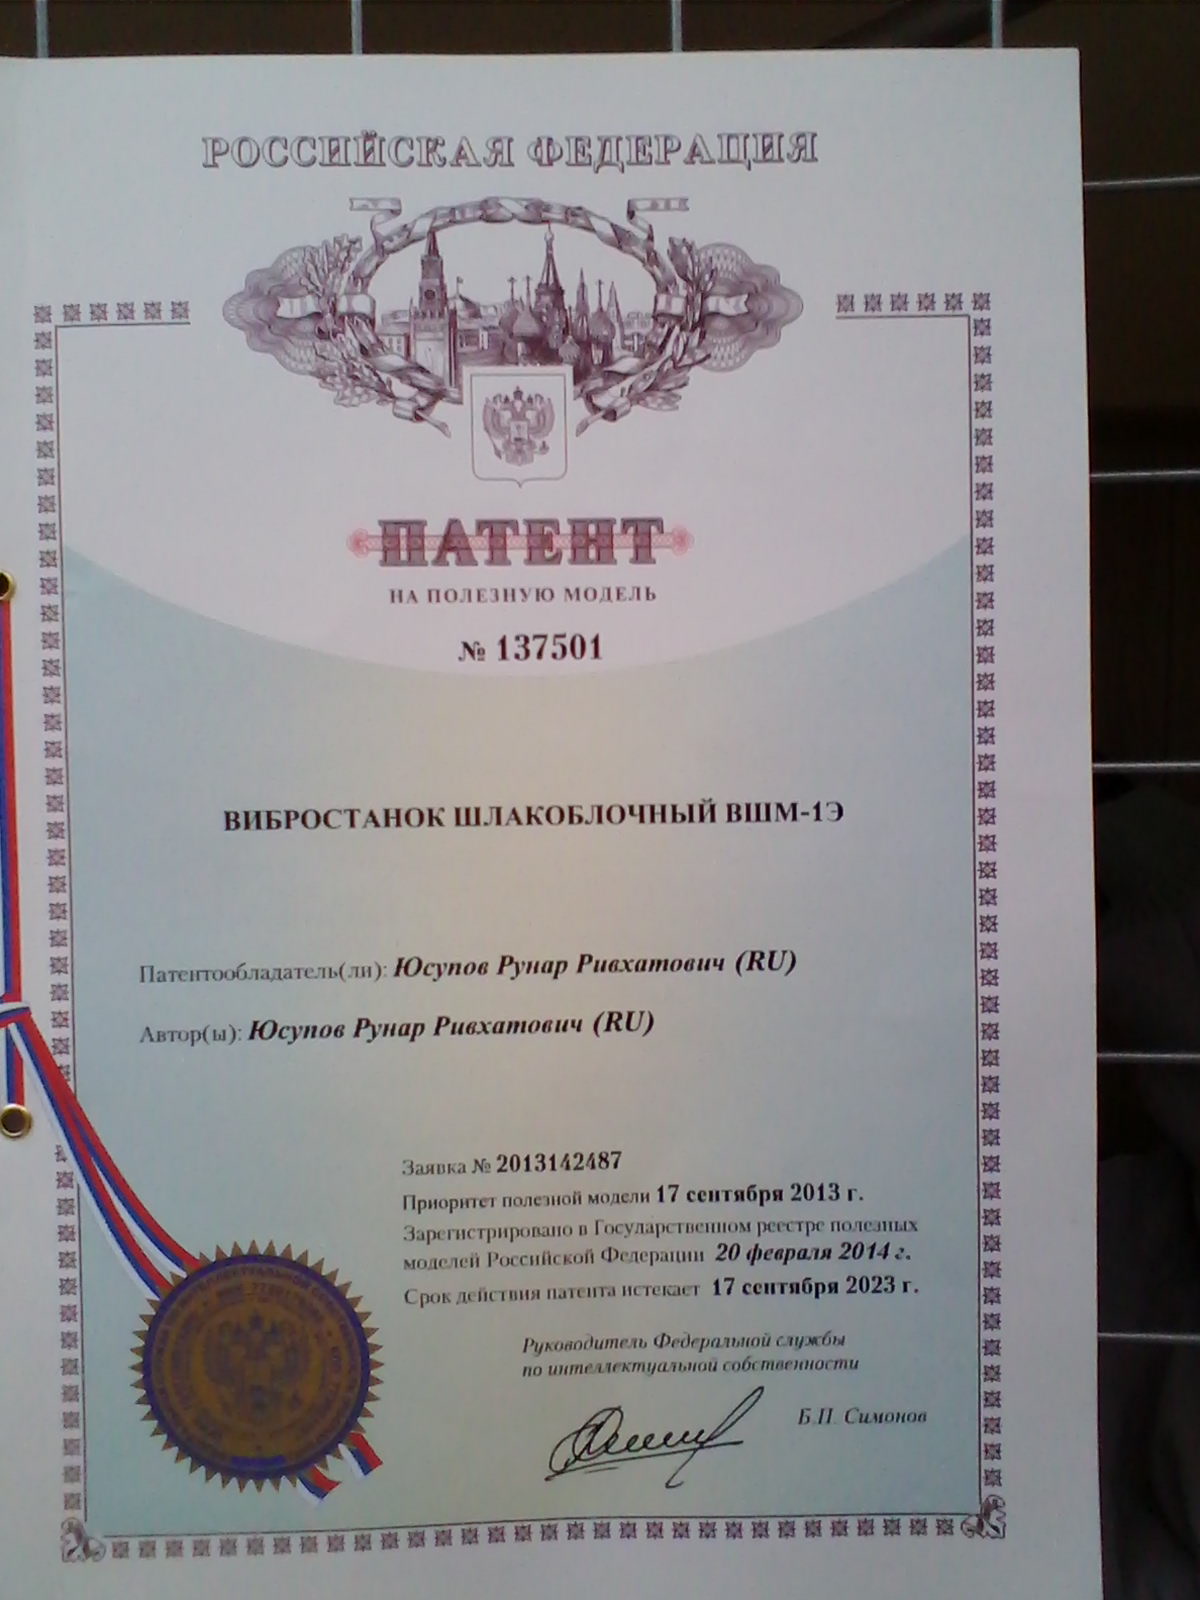 РОССИЙСКАЯ ФЕДЕРАЦИЯ
ПАТЕНТ
НА ПОЛЕЗНУЮ МОДЕЛЬ
№ 137501
ВИБРОСТАНОК ШЛАКОБЛОЧНЫЙ ВШМ-1Э
Патентообладатель(ли): Юсупов Рунар Ривхатович (RU)
Автор(ы): Юсупов Рунар Ривхатович (RU)
Заявка № 2013142487
Приоритет полезной модели 17 сентября 2013 г.
Зарегистрировано в Государственном реестре полезных
моделей Российской Федерации 20 февраля 2014 г.
Срок действия патента истекает 17 сентября 2023 г.
Руководитель Федеральной службы
по интеллектуальной собственности
Б.П. Симонов